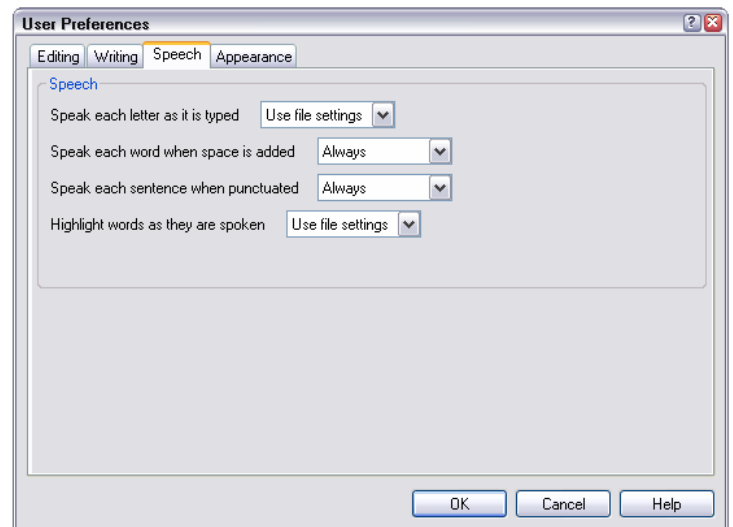 User Preferences
Editing Writing Speech Appearance
Speech
Speak each letter as it is typed Use file settings
Speak each word when space is added Always
Speak each sentence when punctuated Always
Highlight words as they are spoken Use file settings
OK Cancel Help